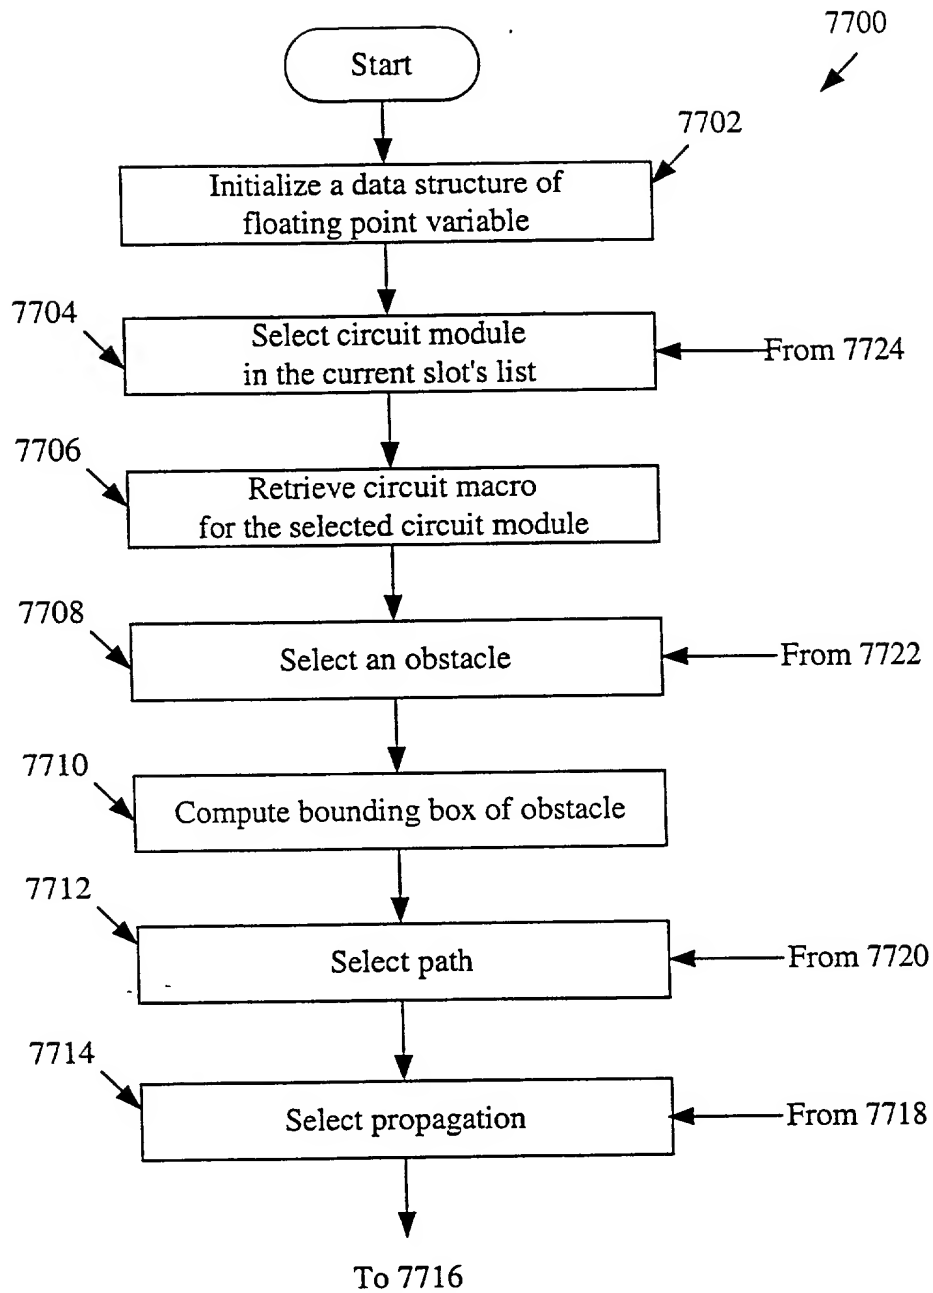 7700
Start
7702
Initialize a data structure of
floating point variable
7704
Select circuit module
in the current slot's list
From 7724
7706
Retrieve circuit macro
for the selected circuit module
7708
Select an obstacle
From 7722
7710
Compute bounding box of obstacle
7712
Select path
From 7720
7714
Select propagation
From 7718
To 7716